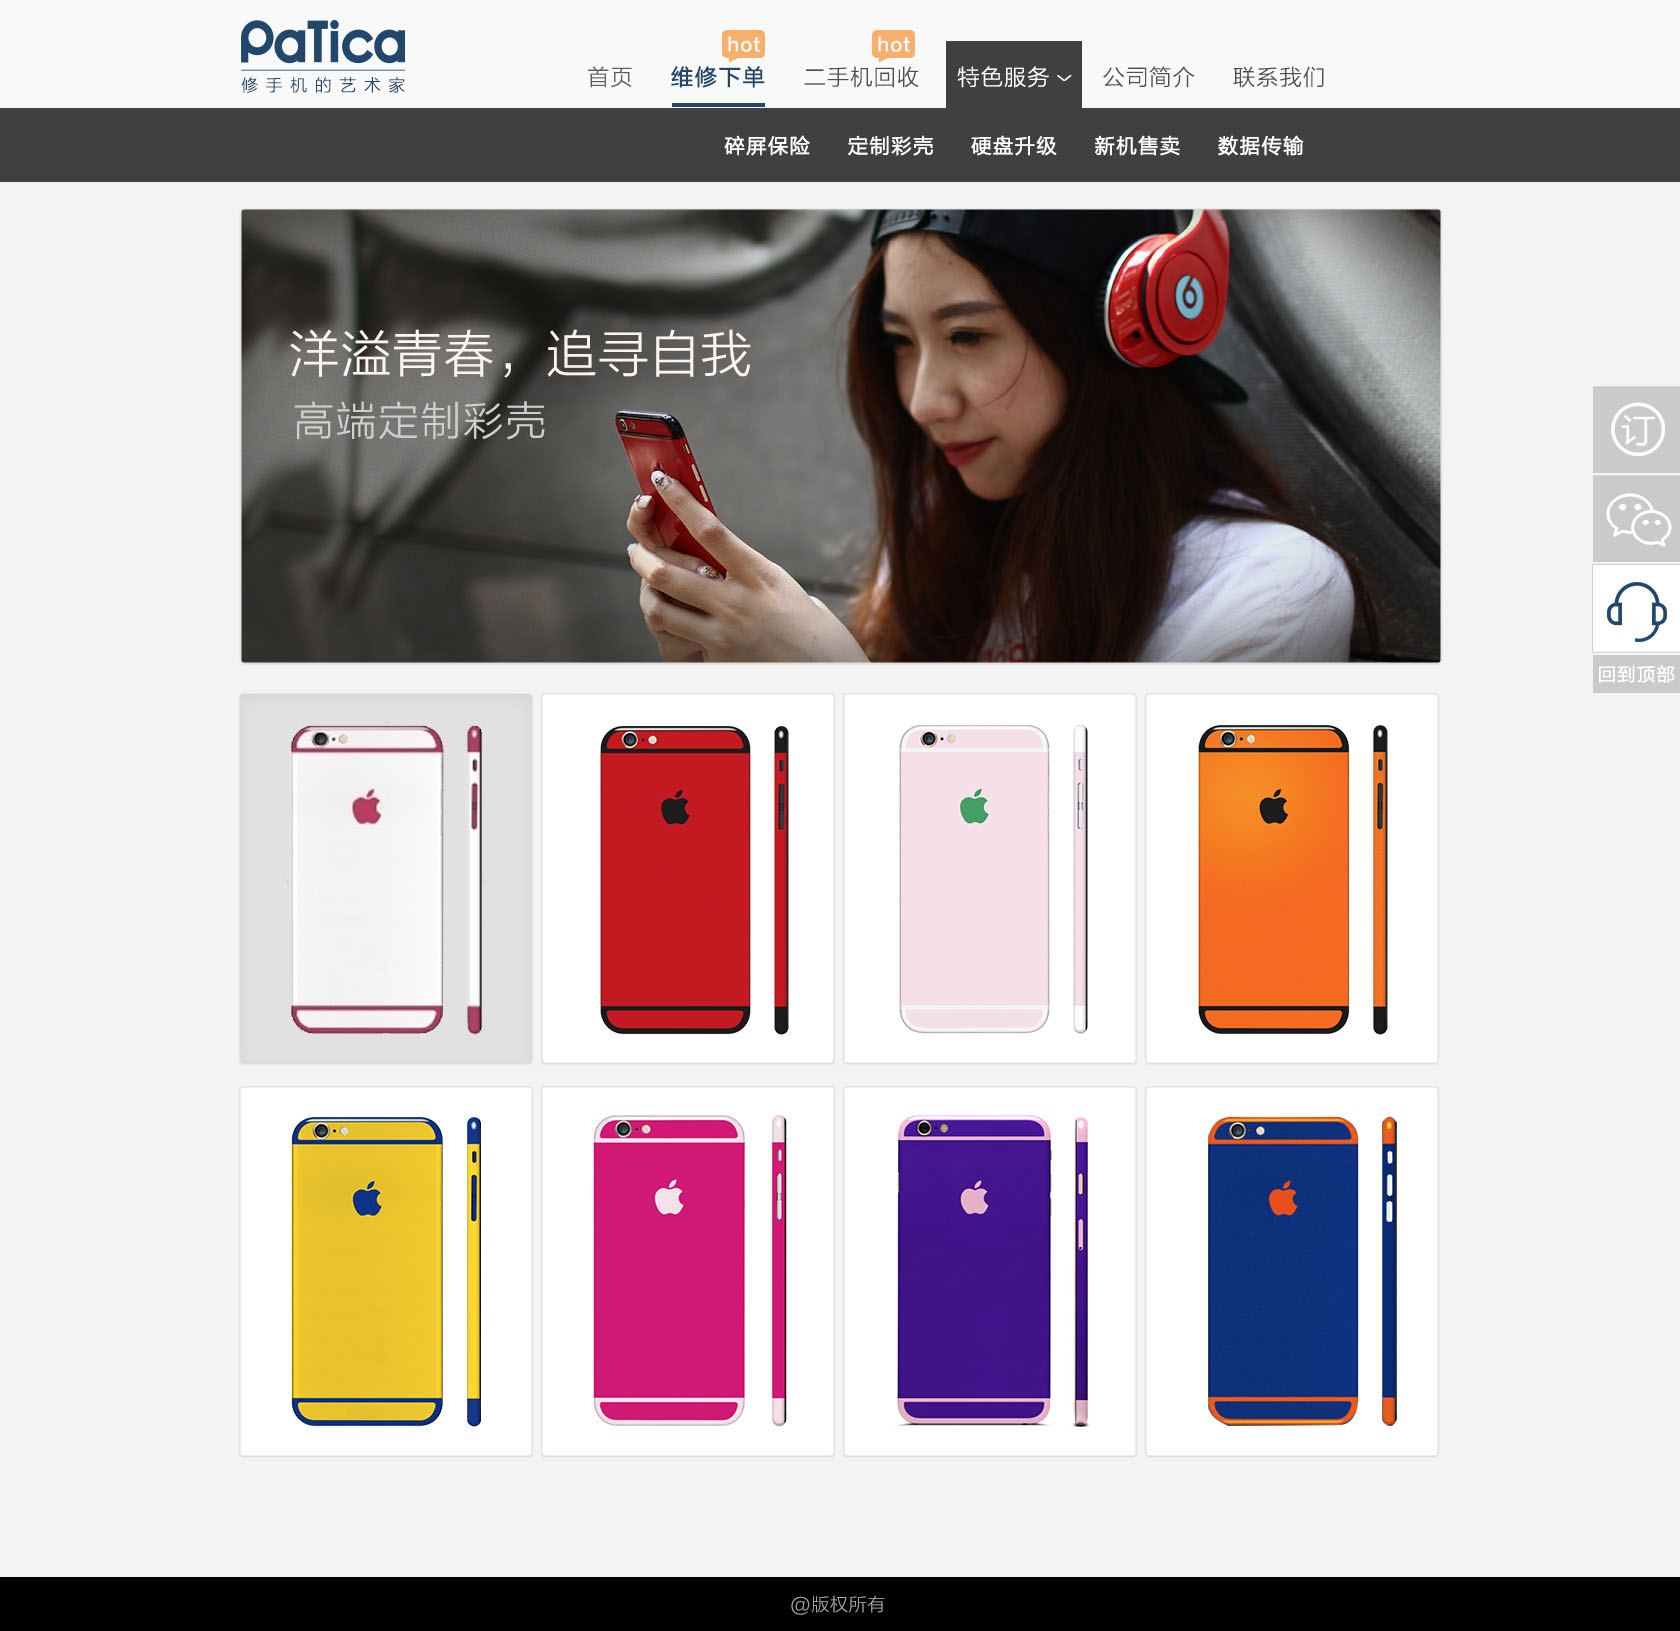 PaTica
修手机的艺术家
hot
hot
首页
维修下单
二手机回收
特色服务
公司简介
联系我们
碎屏保险
定制彩壳
硬盘升级
新机售卖
数据传输
洋溢青春，追寻自我
高端定制彩壳
订
回到顶部
@版权所有